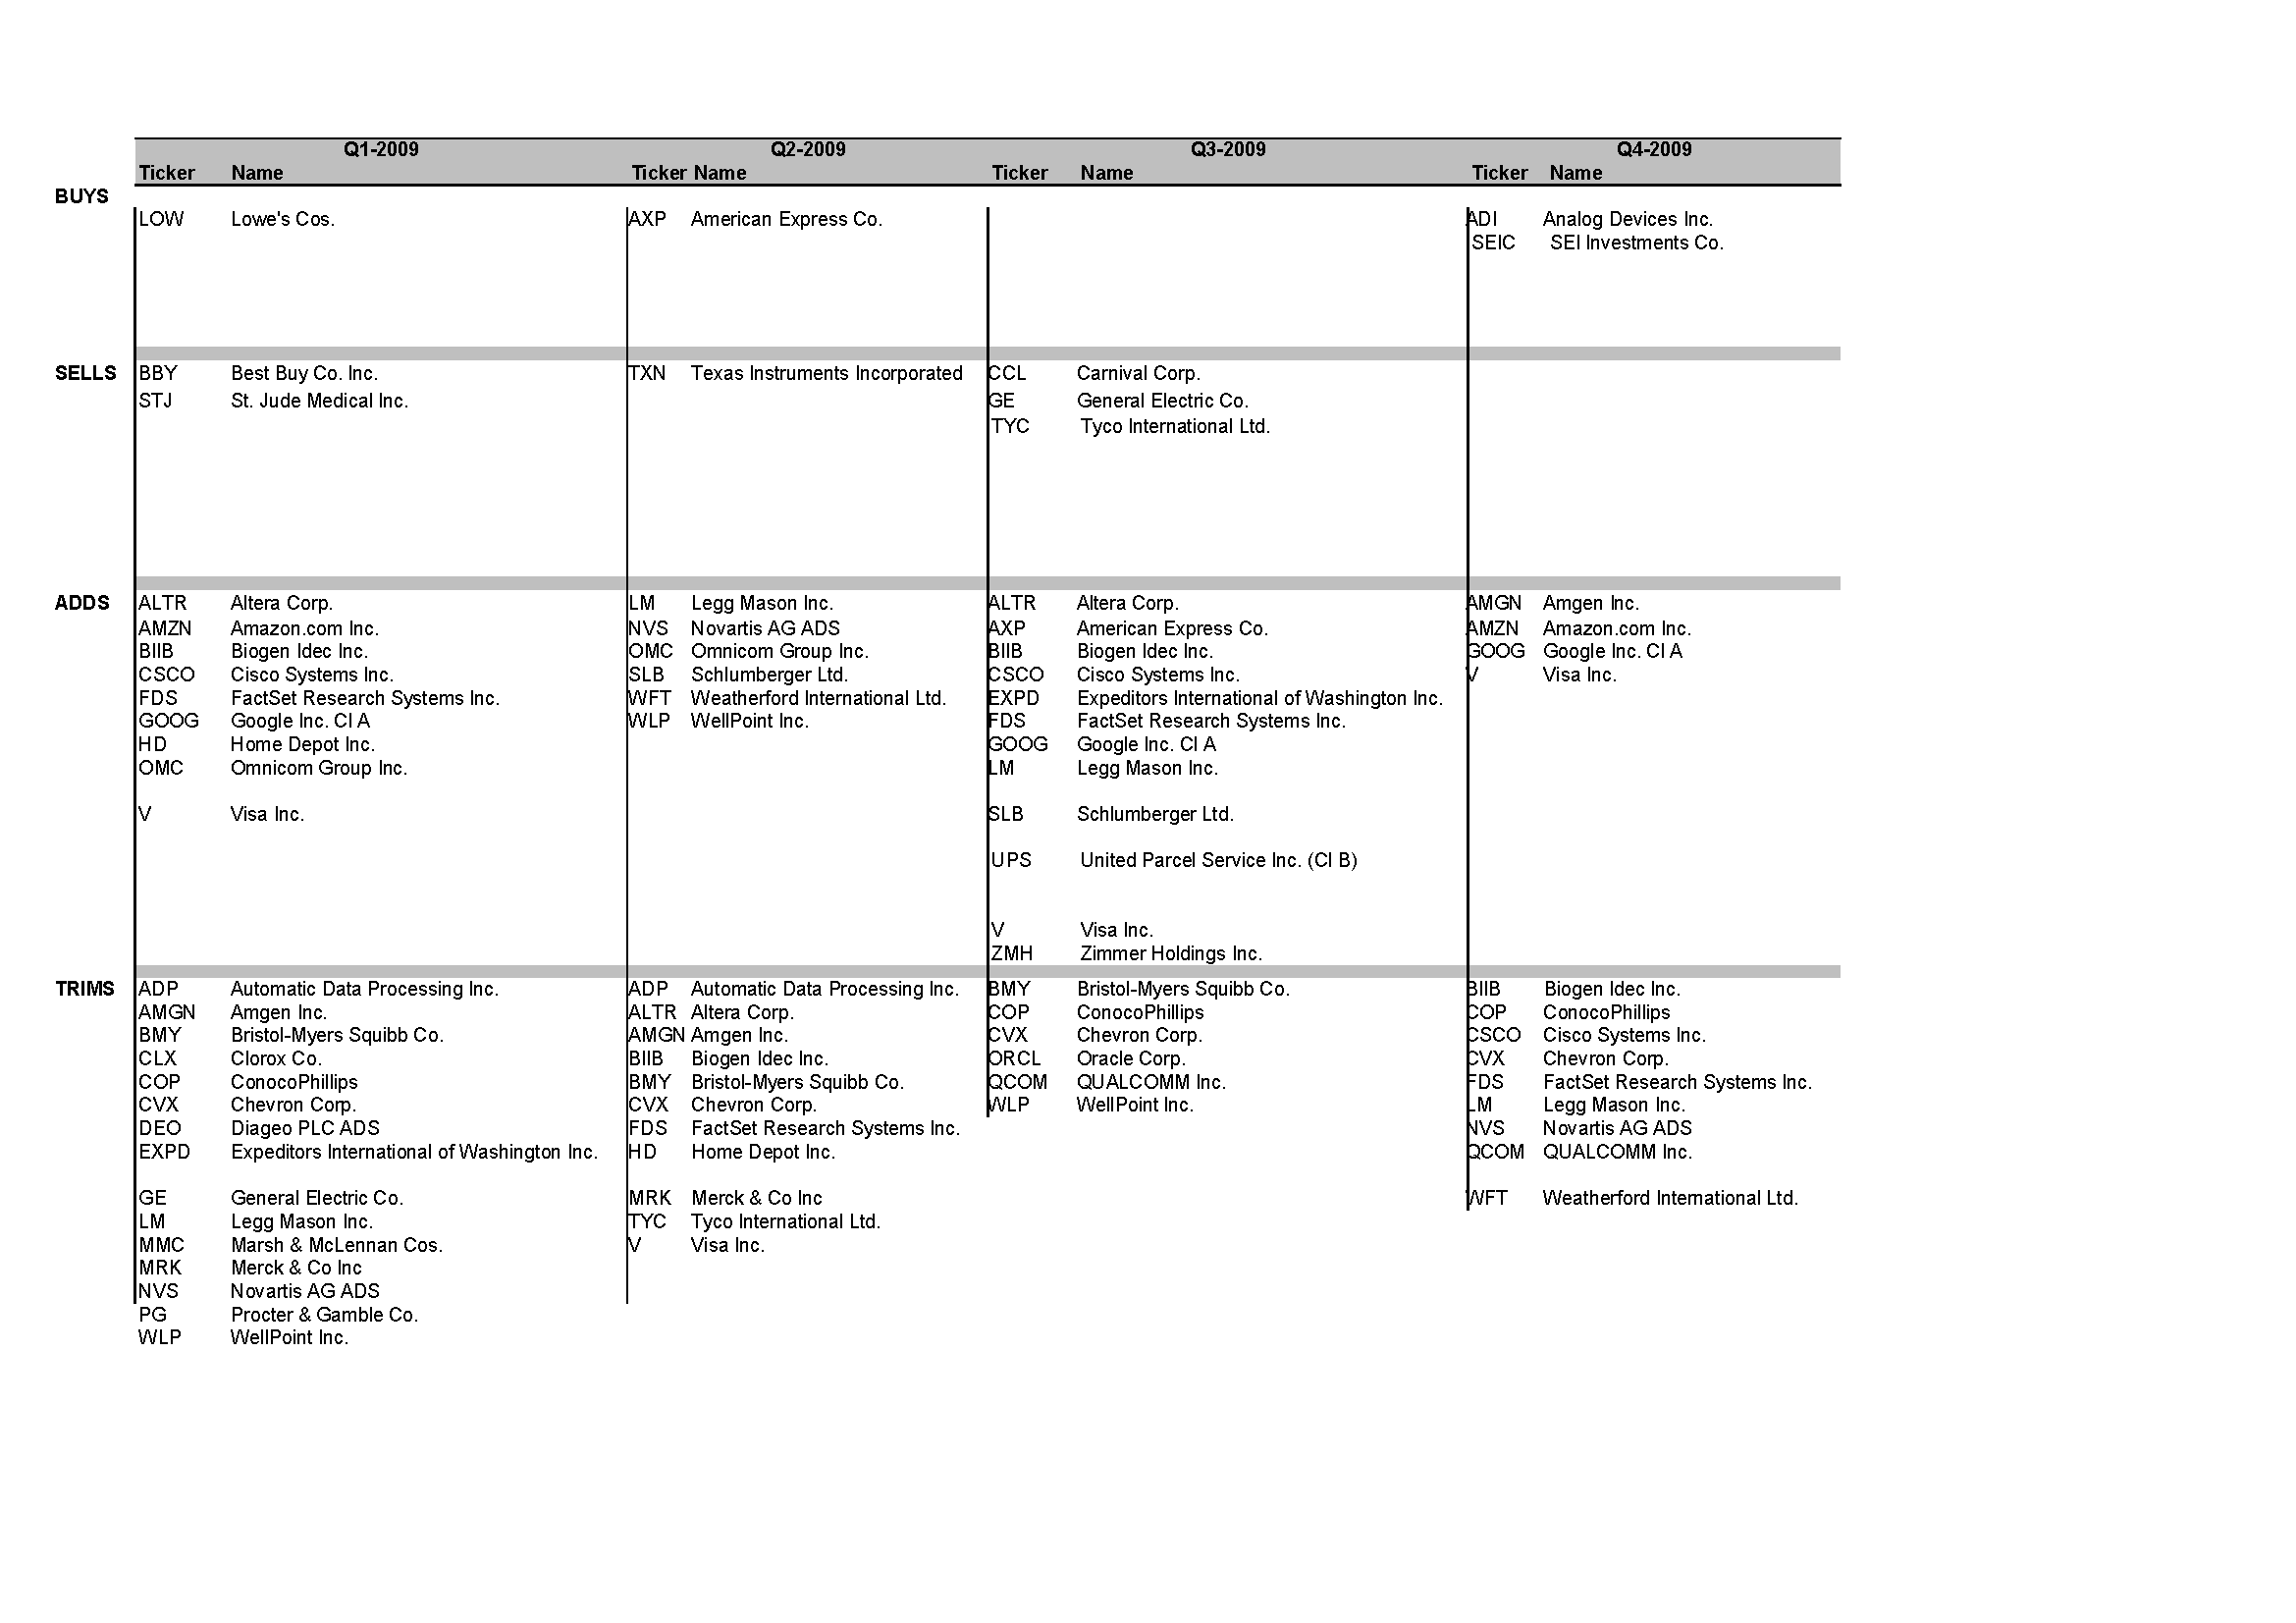 Q1-2009 Q2-2009 Q3-2009 Q4-2009
Ticker Name Ticker Name Ticker Name Ticker Name
BUYS
LOW Lowe's Cos. AXP American Express Co. ADI Analog Devices Inc.
SEIC SEI Investments Co.
SELLS BBY Best Buy Co. Inc. TXN Texas Instruments Incorporated CCL Carnival Corp.
STJ St. Jude Medical Inc. GE General Electric Co.
TYC Tyco International Ltd.
ADDS ALTR Altera Corp. LM Legg Mason Inc. ALTR Altera Corp. AMGN Amgen Inc.
AMZN Amazon.com Inc. NVS Novartis AG ADS AXP American Express Co. AMZN Amazon.com Inc.
BIIB Biogen Idec Inc. OMC Omnicom Group Inc. BIIB Biogen Idec Inc. GOOG Google Inc. Cl A
CSCO Cisco Systems Inc. SLB Schlumberger Ltd. CSCO Cisco Systems Inc. V Visa Inc.
FDS FactSet Research Systems Inc. WFT Weatherford International Ltd. EXPD Expeditors International of Washington Inc.
GOOG Google Inc. Cl A WLP WellPoint Inc. FDS FactSet Research Systems Inc.
HD Home Depot Inc. GOOG Google Inc. Cl A
OMC Omnicom Group Inc. LM Legg Mason Inc.
V Visa Inc. SLB Schlumberger Ltd.
UPS United Parcel Service Inc. (Cl B)
V Visa Inc.
ZMH Zimmer Holdings Inc.
TRIMS ADP Automatic Data Processing Inc. ADP Automatic Data Processing Inc. BMY Bristol-Myers Squibb Co. BIIB Biogen Idec Inc.
AMGN Amgen Inc. ALTR Altera Corp. COP ConocoPhillips COP ConocoPhillips
BMY Bristol-Myers Squibb Co. AMGN Amgen Inc. CVX Chevron Corp. CSCO Cisco Systems Inc.
CLX Clorox Co. BIIB Biogen Idec Inc. ORCL Oracle Corp. CVX Chevron Corp.
COP ConocoPhillips BMY Bristol-Myers Squibb Co. QCOM QUALCOMM Inc. FDS FactSet Research Systems Inc.
CVX Chevron Corp. CVX Chevron Corp. WLP WellPoint Inc. LM Legg Mason Inc.
DEO Diageo PLC ADS FDS FactSet Research Systems Inc. NVS Novartis AG ADS
EXPD Expeditors International of Washington Inc. HD Home Depot Inc. QCOM QUALCOMM Inc.
GE General Electric Co. MRK Merck & Co Inc WFT Weatherford International Ltd.
LM Legg Mason Inc. TYC Tyco International Ltd.
MMC Marsh & McLennan Cos. V Visa Inc.
MRK Merck & Co Inc
NVS Novartis AG ADS
PG Procter & Gamble Co.
WLP WellPoint Inc.